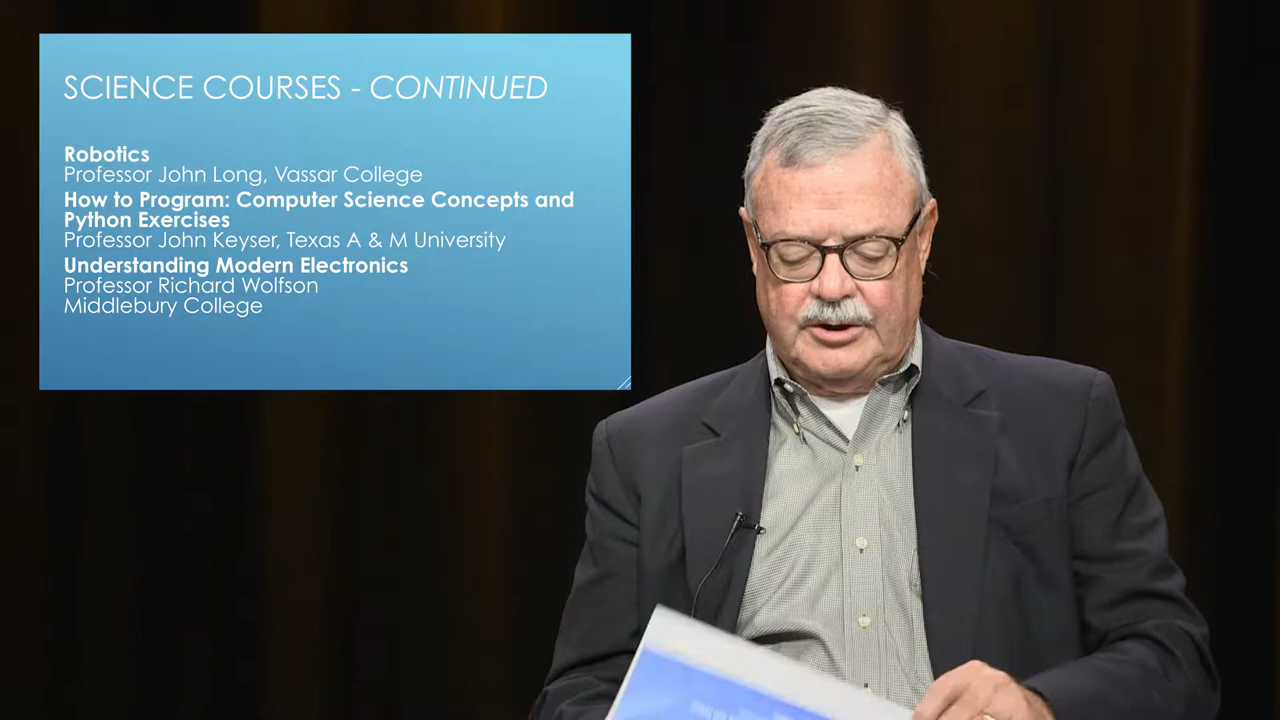 SCIENCE COURSES - CONTINUED
Robotics
Professor John Long, Vassar College
How to Program: Computer Science Concepts and
Python Exercises
Professor John Keyser, Texas A & M University
Understanding Modern Electronics
Professor Richard Wolfson
Middlebury College